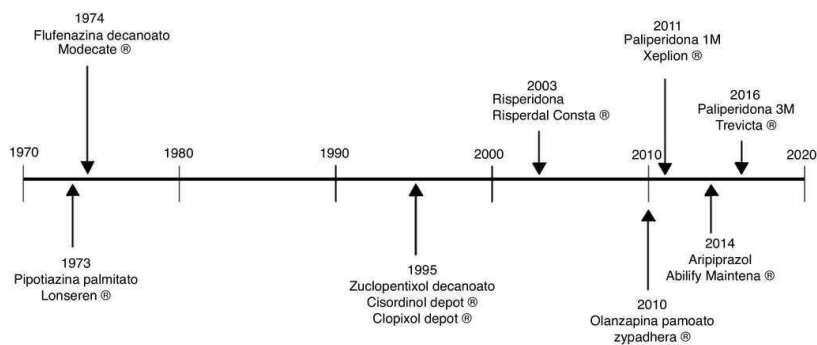 1974
Flufenazina decanoato
Modecate ®
2011
Paliperidona 1M
Xeplion ®
2003
Risperidona
Risperdal Consta ®
2016
Paliperidona 3M
Trevicta ®
1970
1980
1990
2000
2010
2020
1973
Pipotiazina palmitato
Lonseren ®
1995
Zuclopentixol decanoato
Cisordinol depot ®
Clopixol depot ®
2014
Aripiprazol
Abilify Maintena ®
2010
Olanzapina pamoato
zypadhera ®